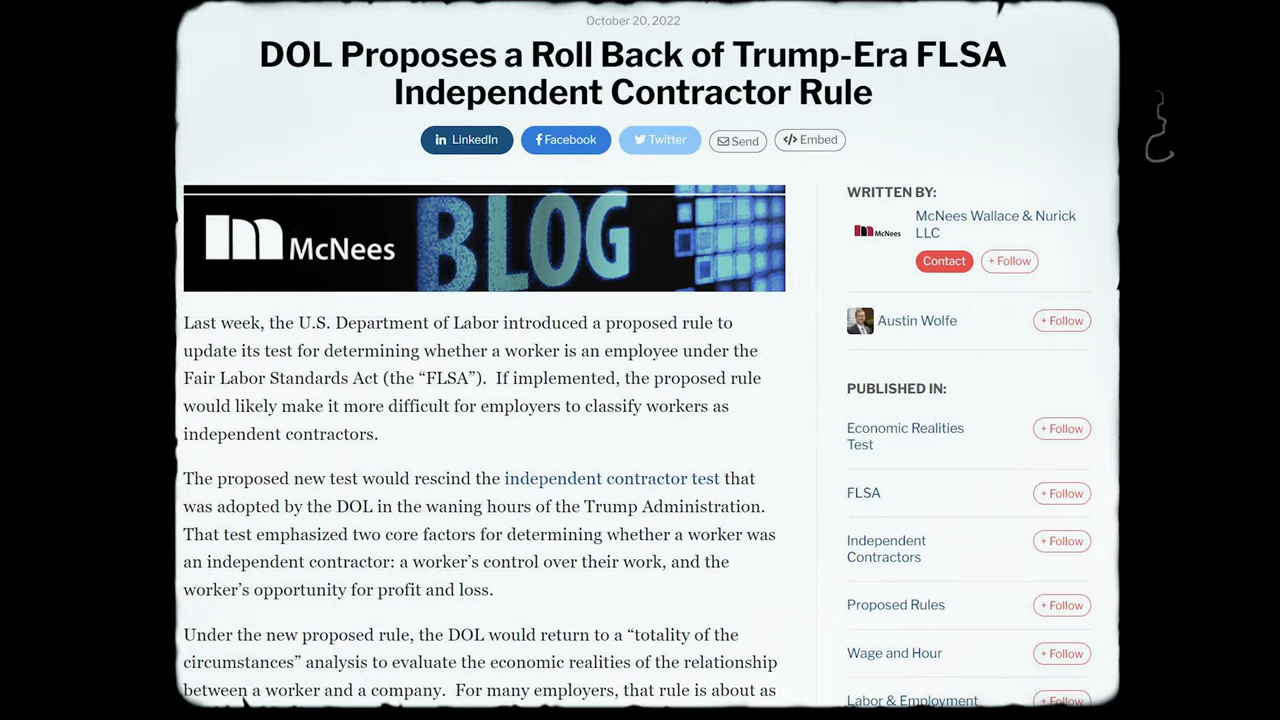 October 20, 2022
DOL Proposes a Roll Back of Trump-Era FLSA
Independent Contractor Rule
LinkedIn
Facebook
Twitter
Send
Embed
McNees
BLOG
Last week, the U.S. Department of Labor introduced a proposed rule to
update its test for determining whether a worker is an employee under the
Fair Labor Standards Act (the “FLSA”).  If implemented, the proposed rule
would likely make it more difficult for employers to classify workers as
independent contractors.
The proposed new test would rescind the independent contractor test that
was adopted by the DOL in the waning hours of the Trump Administration.
That test emphasized two core factors for determining whether a worker was
an independent contractor: a worker’s control over their work, and the
worker’s opportunity for profit and loss.
Under the new proposed rule, the DOL would return to a “totality of the
circumstances” analysis to evaluate the economic realities of the relationship
between a worker and a company.  For many employers, that rule is about as
WRITTEN BY:
McNees
McNees Wallace & Nurick
LLC
Contact
+ Follow
Austin Wolfe
+ Follow
PUBLISHED IN:
Economic Realities
Test
+ Follow
FLSA
+ Follow
Independent
Contractors
+ Follow
Proposed Rules
+ Follow
Wage and Hour
+ Follow
Labor & Employment
+ Follow